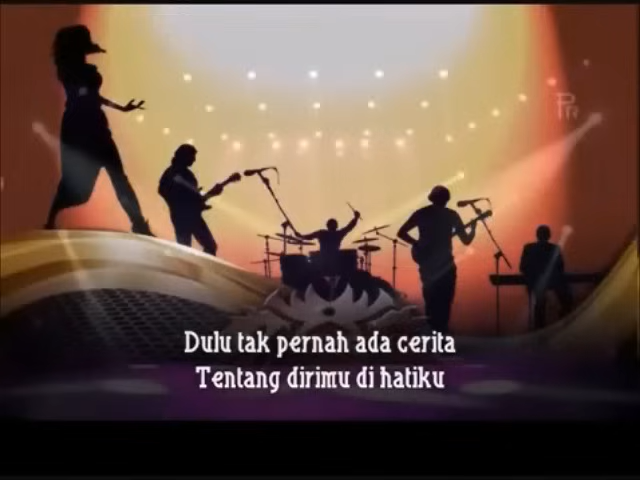 Dulu tak pernah ada cerita
Tentang dirimu di hatiku